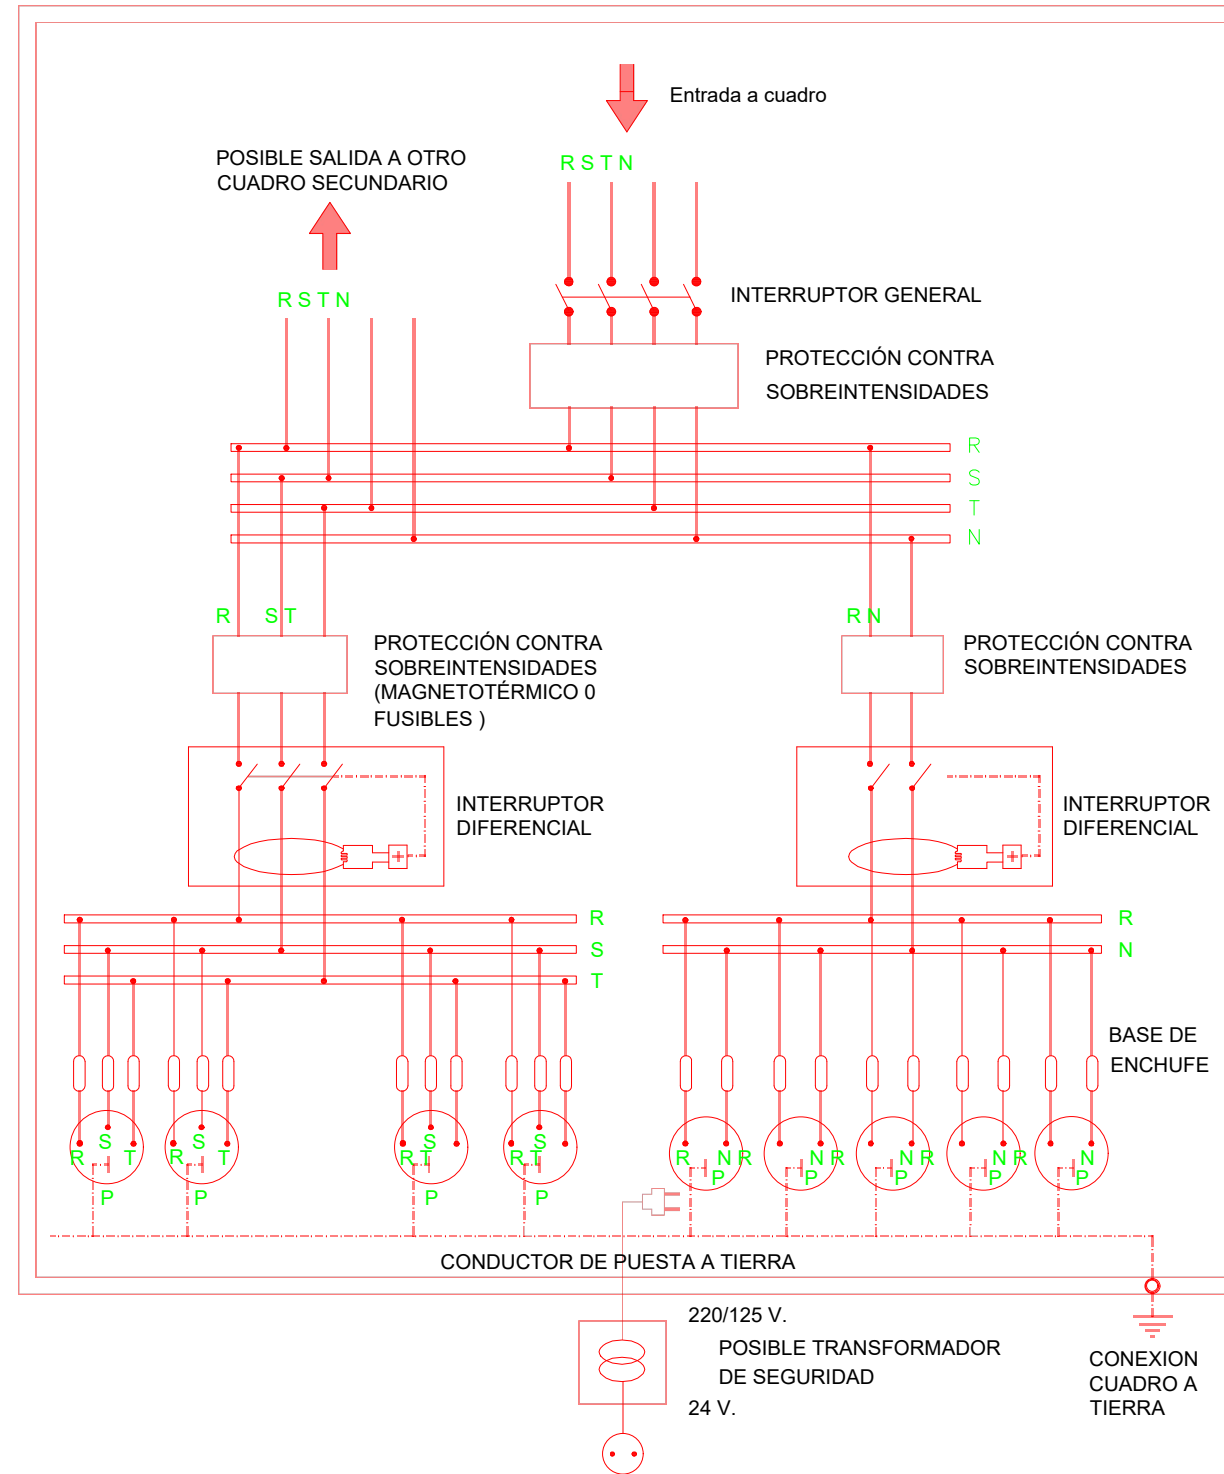 Entrada a cuadro
POSIBLE SALIDA A OTRO
CUADRO SECUNDARIO
R S T N
R S T N
INTERRUPTOR GENERAL
PROTECCIÓN CONTRA
SOBREINTENSIDADES
R
S
T
N
R S T
R N
PROTECCIÓN CONTRA
SOBREINTENSIDADES
(MAGNETOTÉRMICO 0
FUSIBLES )
PROTECCIÓN CONTRA
SOBREINTENSIDADES
INTERRUPTOR
DIFERENCIAL
INTERRUPTOR
DIFERENCIAL
R
S
T
R
N
BASE DE
ENCHUFE
S S S S
R T R T R T R T
R N R N R N R N R N
P P P P P
P P P P
CONDUCTOR DE PUESTA A TIERRA
220/125 V.
POSIBLE TRANSFORMADOR
DE SEGURIDAD
24 V.
CONEXION
CUADRO A
TIERRA